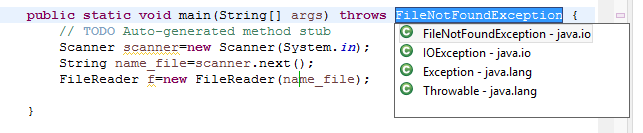 public static void main(String[] args) throws FileNotFoundException {
// TODO Auto-generated method stub
Scanner scanner=new Scanner(System.in);
String name_file=scanner.next();
FileReader f=new FileReader(name_file);
}
FileNotFoundException - java.io
IOException - java.io
Exception - java.lang
Throwable - java.lang